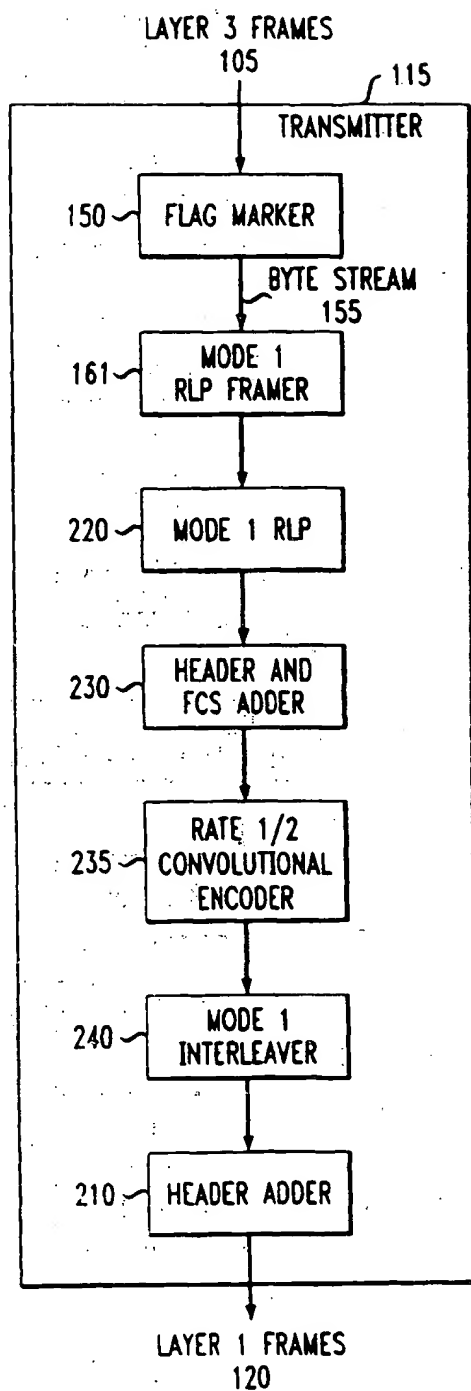 LAYER 3 FRAMES
105
115
TRANSMITTER
150
FLAG MARKER
BYTE STREAM
155
161
MODE 1
RLP FRAMER
220
MODE 1 RLP
230
HEADER AND
FCS ADDER
235
RATE 1/2
CONVOLUTIONAL
ENCODER
240
MODE 1
INTERLEAVER
210
HEADER ADDER
LAYER 1 FRAMES
120